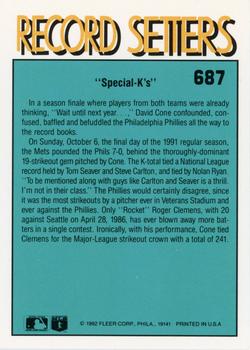 RECORD SETTERS
687
"Special-K's"
In a season finale where players from both teams were already
thinking, "Wait until next year. . . .," David Cone confounded, con-
fused, baffled and befuddled the Philadelphia Phillies all the way to
the record books.
On Sunday, October 6, the final day of the 1991 regular season,
the Mets pounded the Phils 7-0, behind the thoroughly-dominant
19-strikeout gem pitched by Cone. The K-total tied a National League
record held by Tom Seaver and Steve Carlton, and tied by Nolan Ryan.
"To be mentioned along with guys like Carlton and Seaver is a thrill.
I'm not in their class." The Phillies would certainly disagree, since it
was the most strikeouts by a pitcher ever in Veterans Stadium and
ever against the Phillies. Only "Rocket" Roger Clemens, with 20
against Seattle on April 28, 1986, has ever blown away more bat-
ters in a single contest. Ironically, with his performance, Cone tied
Clemens for the Major-League strikeout crown with a total of 241.
© 1992 FLEER CORP., PHILA., 19141 PRINTED IN U.S.A